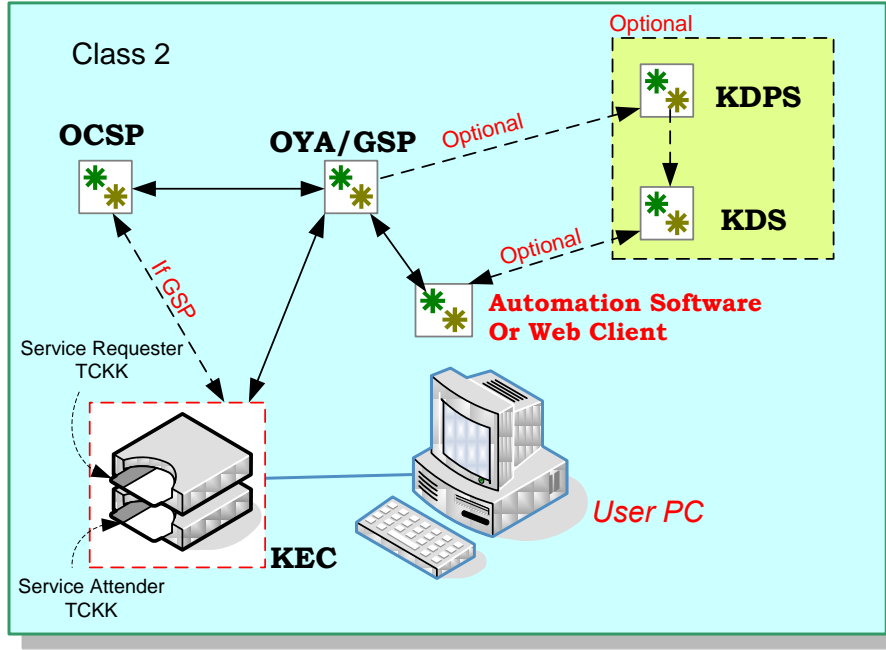 Optional
Class 2
KDPS
OCSP
OYA/GSP
Optional
KDS
Optional
If GSP
Automation Software
Or Web Client
Service Requester
TCKK
User PC
KEC
Service Attender
TCKK